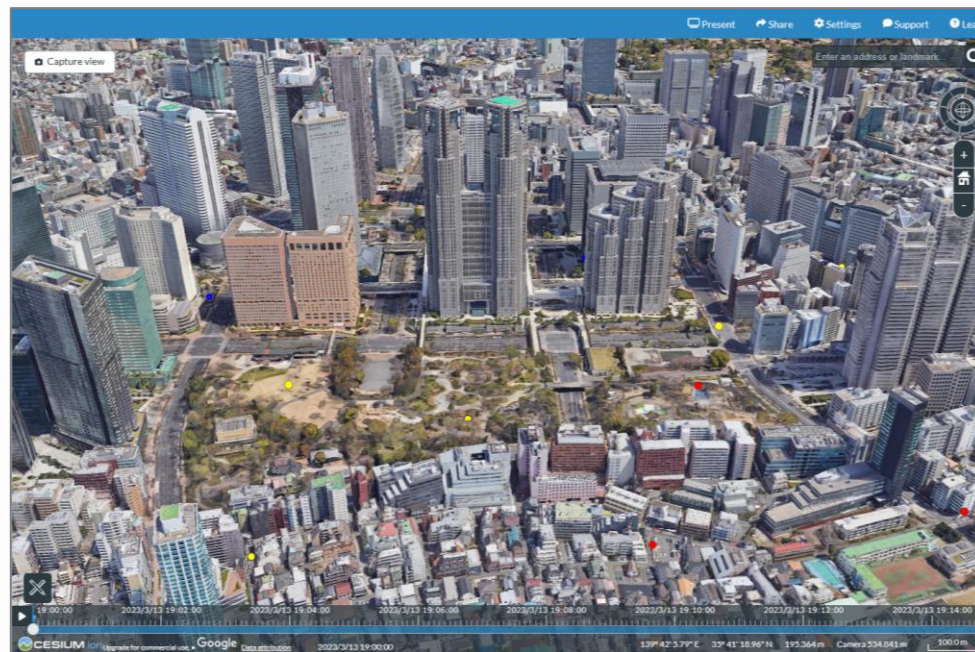 Present Share Settings Support Lea
Capture view
Enter an address or landmark...
+
-
19:00:00 2023/3/13 19:02:00 2023/3/13 19:04:00 2023/3/13 19:06:00 2023/3/13 19:08:00 2023/3/13 19:10:00 2023/3/13 19:12:00 2023/3/13 19:14:00
CESIUM ion Upgrade for commercial use. Google Data attribution 2023/3/13 19:00:00 139° 42' 5.79" E 35° 41' 18.96" N 195.364 m Camera 534.841 m 100.0 m